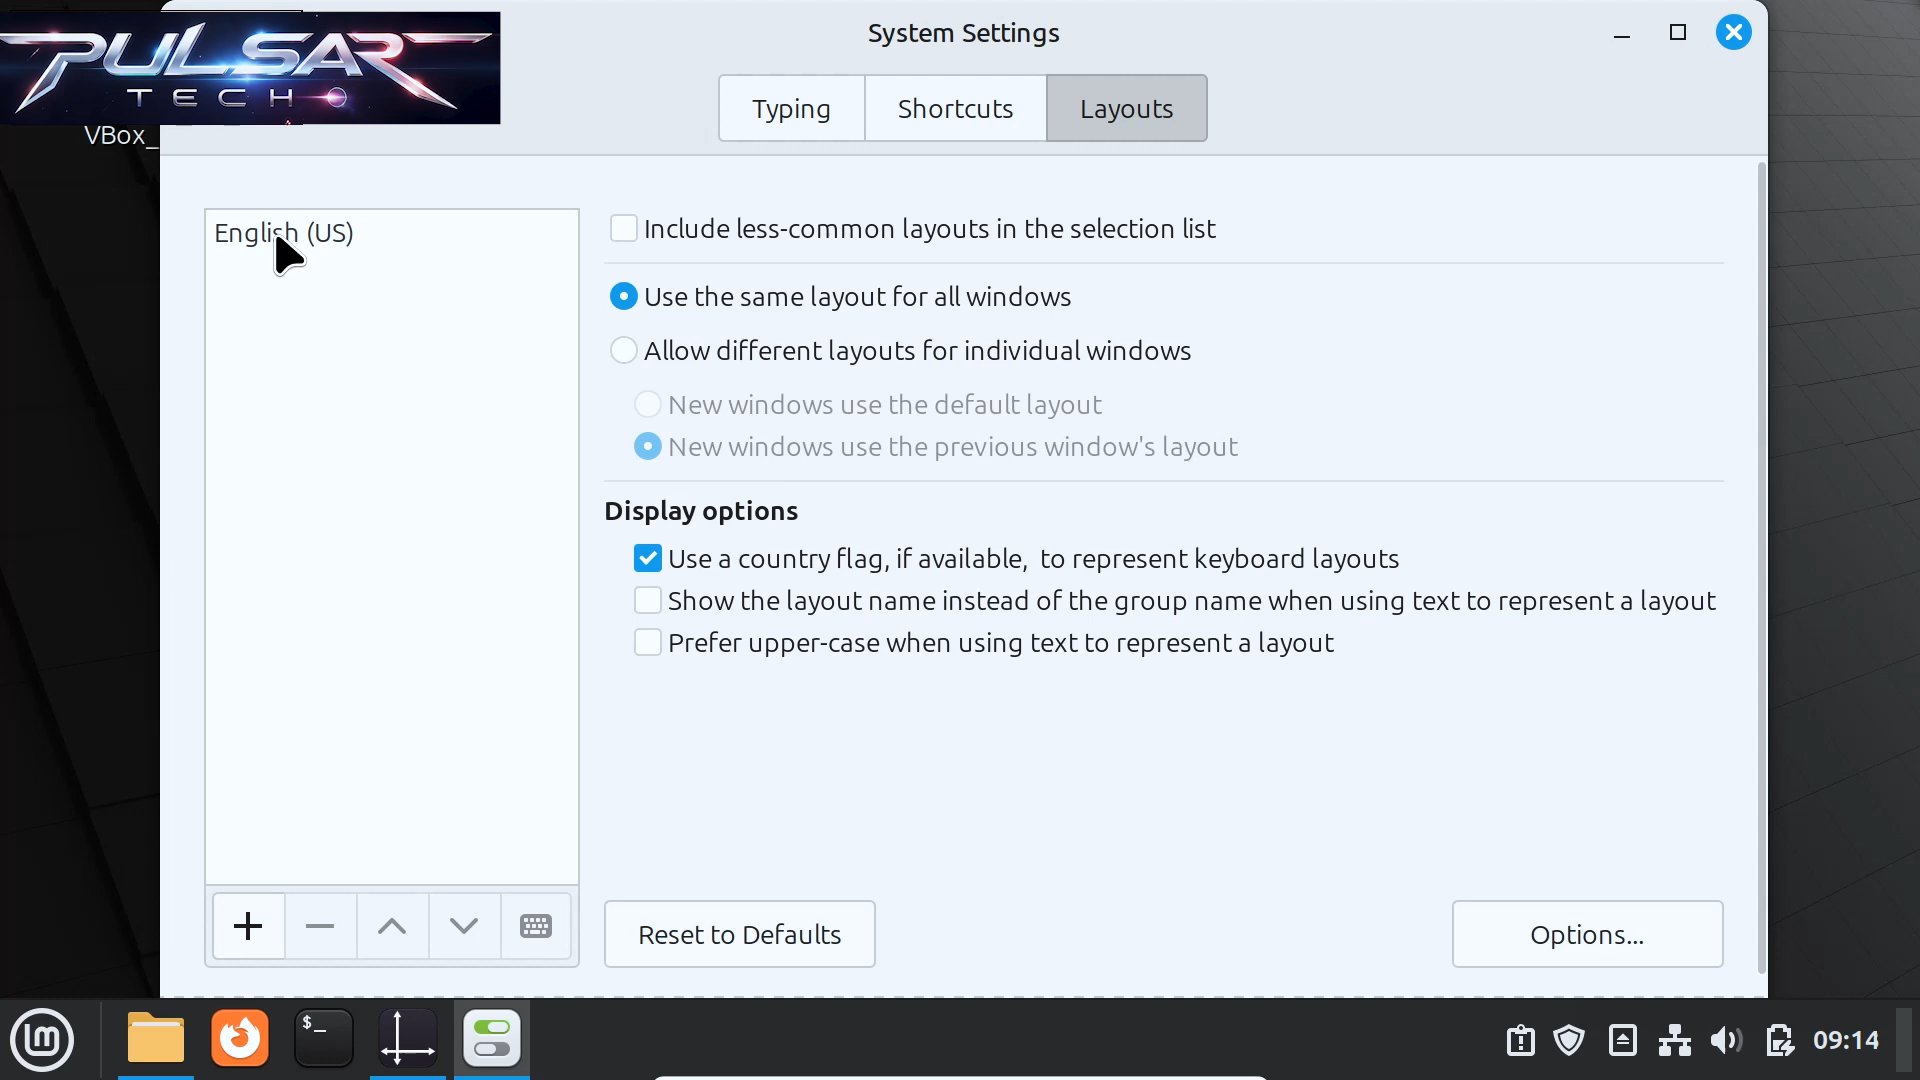 System Settings
PULSAR
TECH
VBox_
Typing
Shortcuts
Layouts
English (US)
Include less-common layouts in the selection list
Use the same layout for all windows
Allow different layouts for individual windows
New windows use the default layout
New windows use the previous window's layout
Display options
Use a country flag, if available,  to represent keyboard layouts
Show the layout name instead of the group name when using text to represent a layout
Prefer upper-case when using text to represent a layout
Reset to Defaults
Options...
$_
09:14